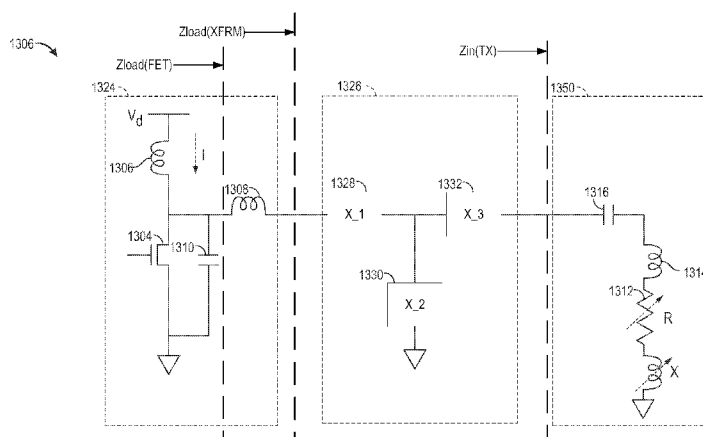 Zload(XFRM)
1306
Zload(FET)
Zin(TX)
1324
1326
1350
Vd
I
1306
1308
1328
1332
1316
X_1
X_3
1304
1310
1314
1330
1312
R
X_2
X